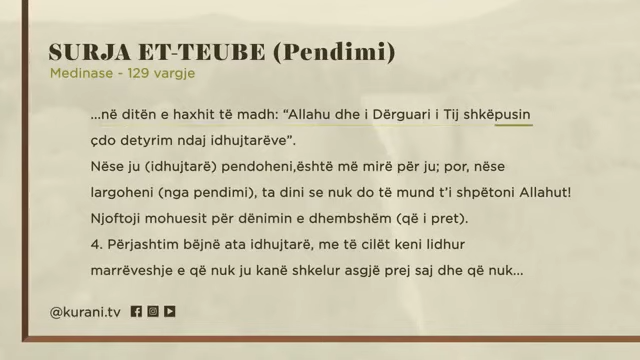 SURJA ET-TEUBE (Pendimi)
Medinase - 129 vargje
...në ditën e haxhit të madh: “Allahu dhe i Dërguari i Tij shkëpusin
çdo detyrim ndaj idhujtarëve”.
Nëse ju (idhujtarë) pendoheni,është më mirë për ju; por, nëse
largoheni (nga pendimi), ta dini se nuk do të mund t’i shpëtoni Allahut!
Njoftoji mohuesit për dënimin e dhembshëm (që i pret).
4. Përjashtim bëjnë ata idhujtarë, me të cilët keni lidhur
marrëveshje e që nuk ju kanë shkelur asgjë prej saj dhe që nuk...
@kurani.tv